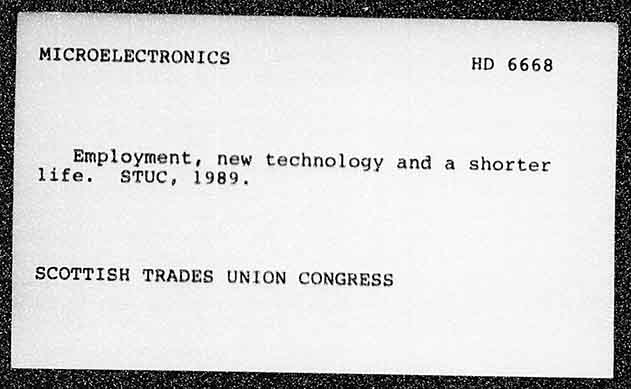 MICROELECTRONICS
HD 6668
Employment, new technology and a shorter
life. STUC, 1989.
SCOTTISH TRADES UNION CONGRESS